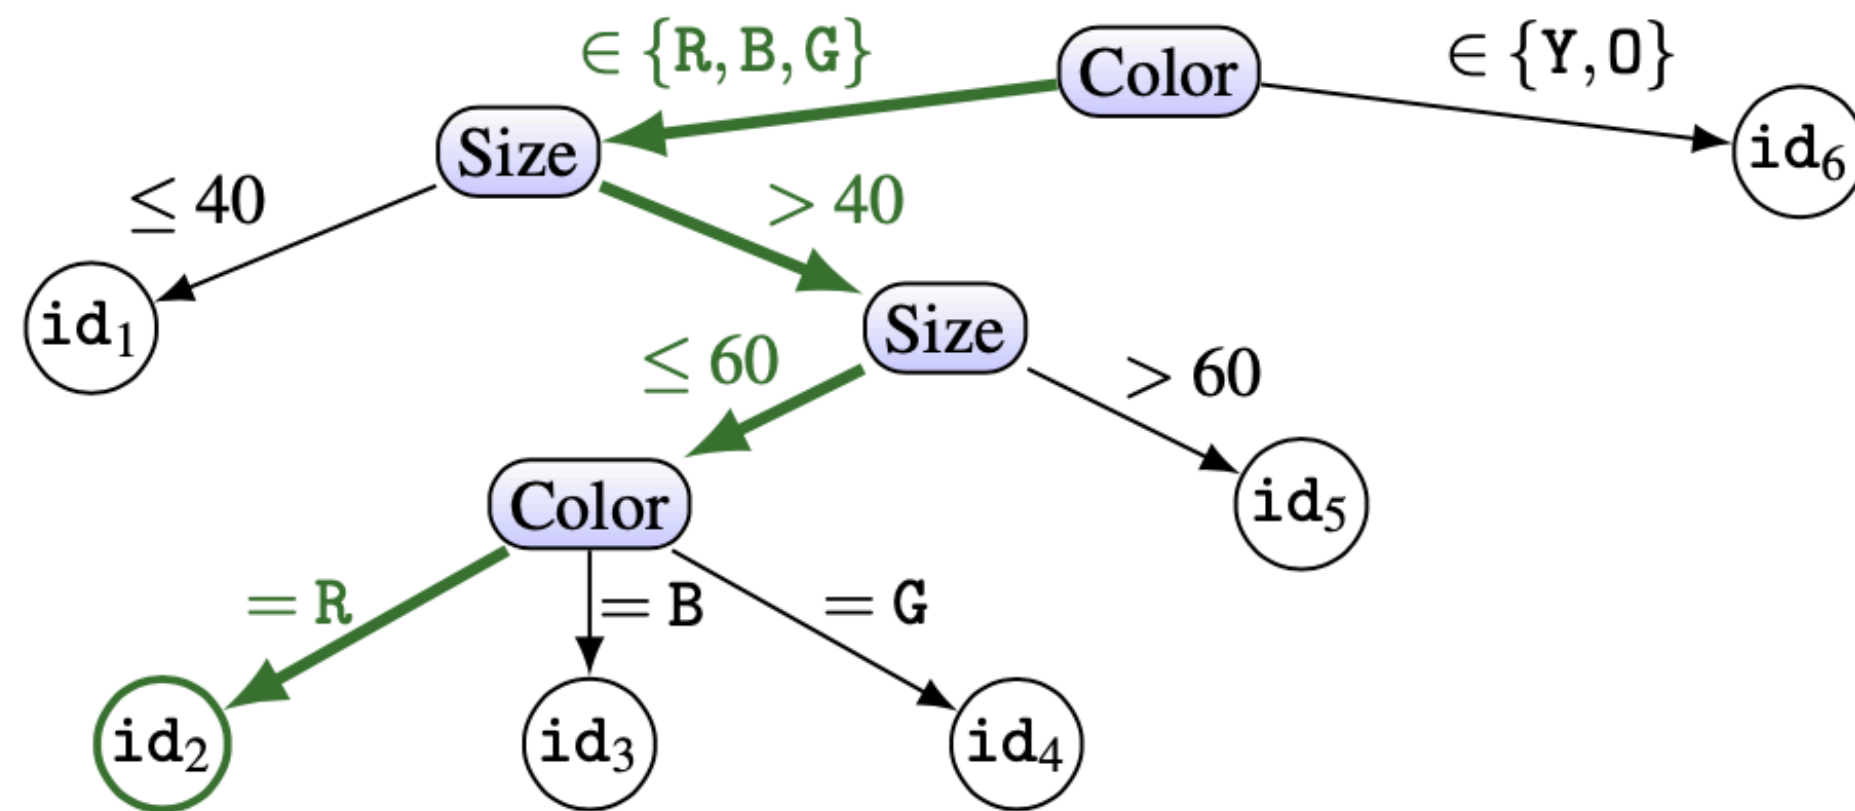 ∈ {R, B, G}
Color
∈ {Y, O}
Size
id6
≤ 40
> 40
id1
Size
≤ 60
> 60
Color
id5
= R
= B
= G
id2
id3
id4